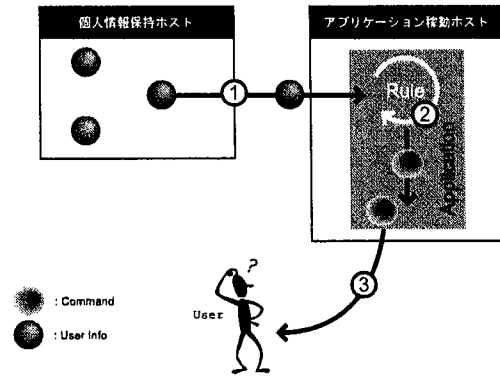 個人情報保持ホスト
アプリケーション稼動ホスト
①
Rule
②
Application
③
?
User
: Command
: User Info